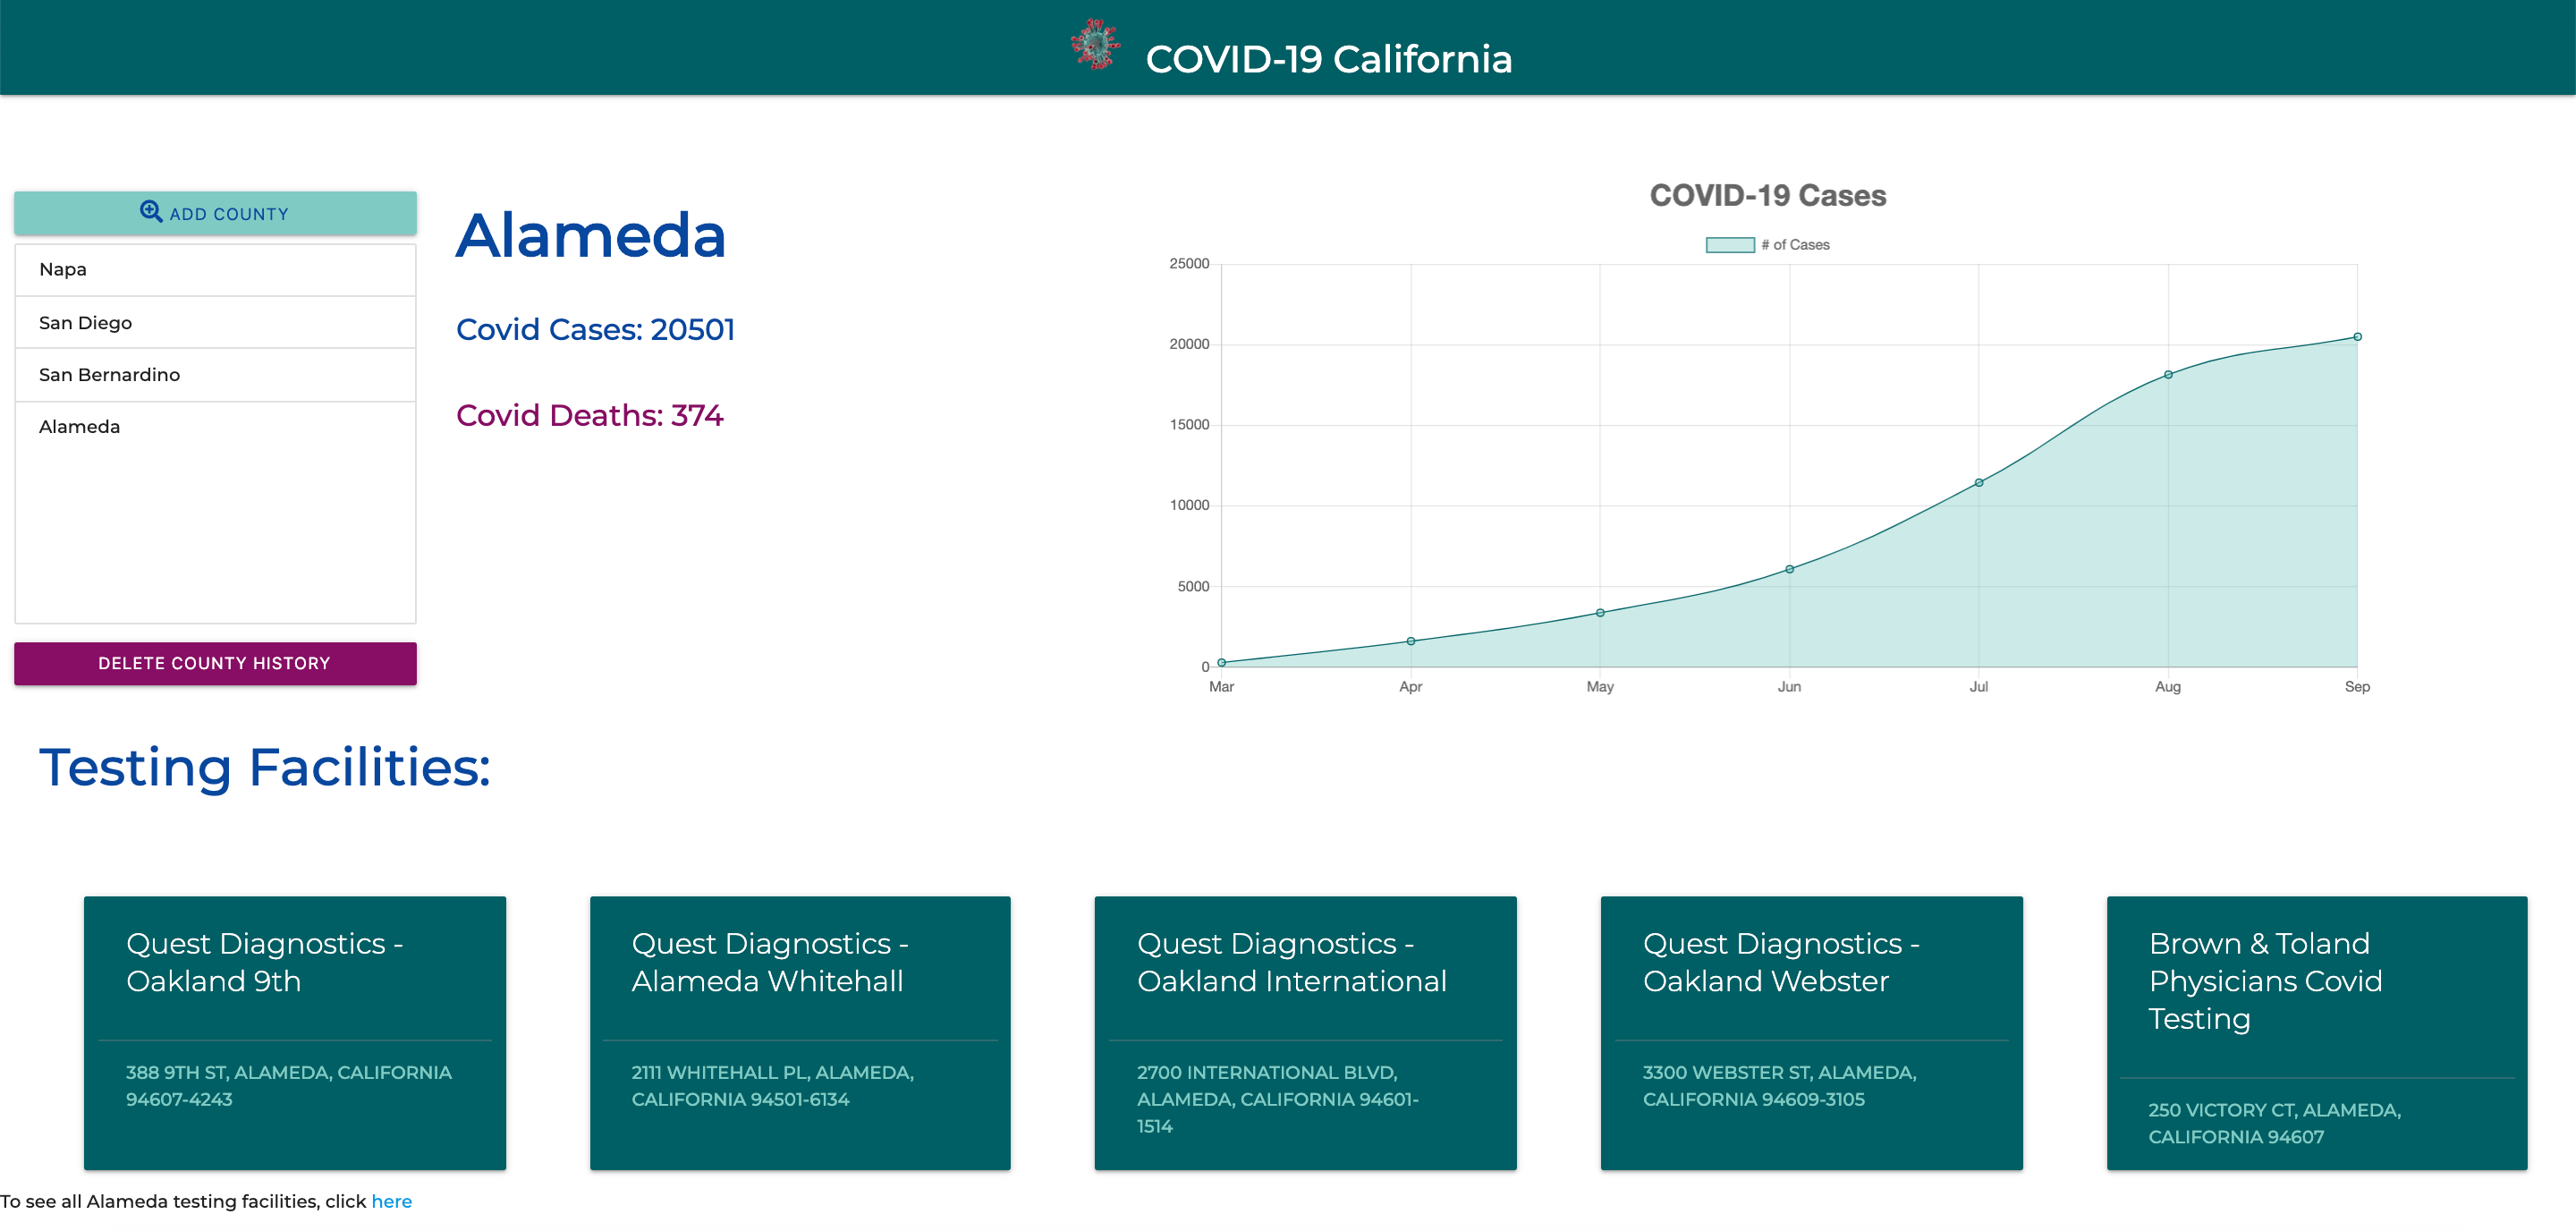 COVID-19 California
ADD COUNTY
Napa
San Diego
San Bernardino
Alameda
DELETE COUNTY HISTORY
Alameda
Covid Cases: 20501
Covid Deaths: 374
COVID-19 Cases
# of Cases
25000
20000
15000
10000
5000
0
Mar Apr May Jun Jul Aug Sep
Testing Facilities:
Quest Diagnostics -
Oakland 9th
388 9TH ST, ALAMEDA, CALIFORNIA
94607-4243
Quest Diagnostics -
Alameda Whitehall
2111 WHITEHALL PL, ALAMEDA,
CALIFORNIA 94501-6134
Quest Diagnostics -
Oakland International
2700 INTERNATIONAL BLVD,
ALAMEDA, CALIFORNIA 94601-
1514
Quest Diagnostics -
Oakland Webster
3300 WEBSTER ST, ALAMEDA,
CALIFORNIA 94609-3105
Brown & Toland
Physicians Covid
Testing
250 VICTORY CT, ALAMEDA,
CALIFORNIA 94607
To see all Alameda testing facilities, click here